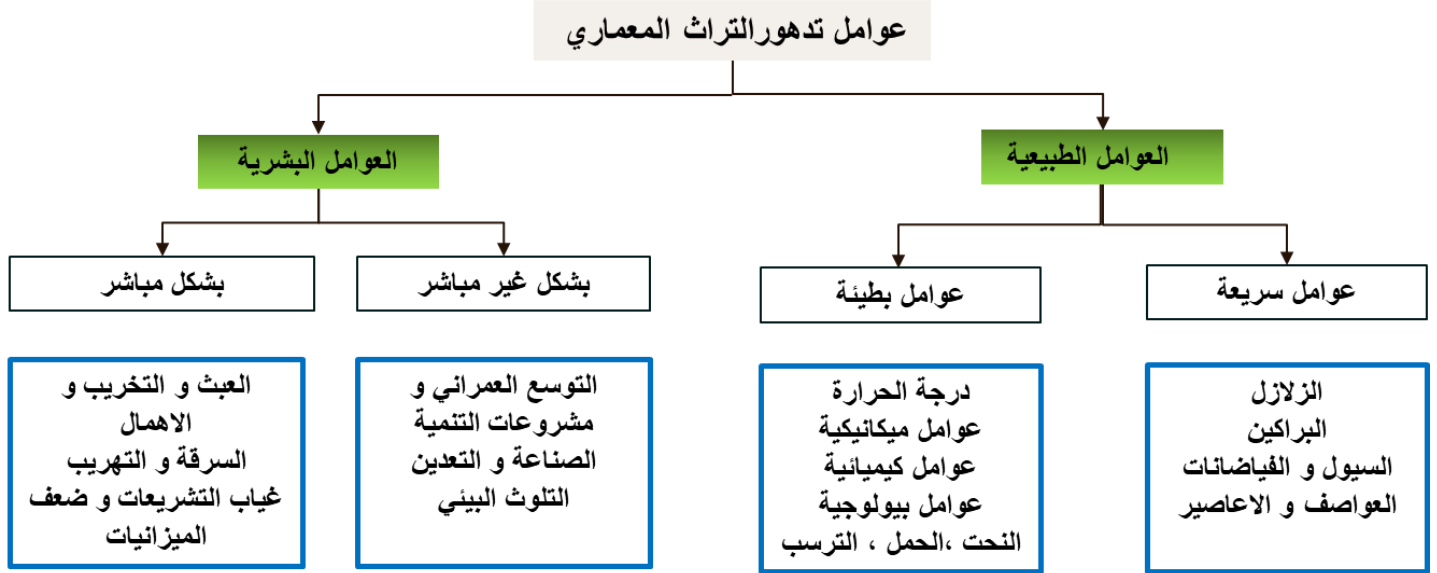 عوامل تدهورالتراث المعماري
العوامل الطبيعية
العوامل البشرية
عوامل سريعة
عوامل بطيئة
بشكل غير مباشر
بشكل مباشر
الزلازل
البراكين
السيول و الفياضانات
العواصف و الاعاصير
درجة الحرارة
عوامل ميكانيكية
عوامل كيميائية
عوامل بيولوجية
النحت ،الحمل ، الترسب
التوسع العمراني و
مشروعات التنمية
الصناعة و التعدين
التلوث البيئي
العبث و التخريب و
الاهمال
السرقة و التهريب
غياب التشريعات و ضعف
الميزانيات